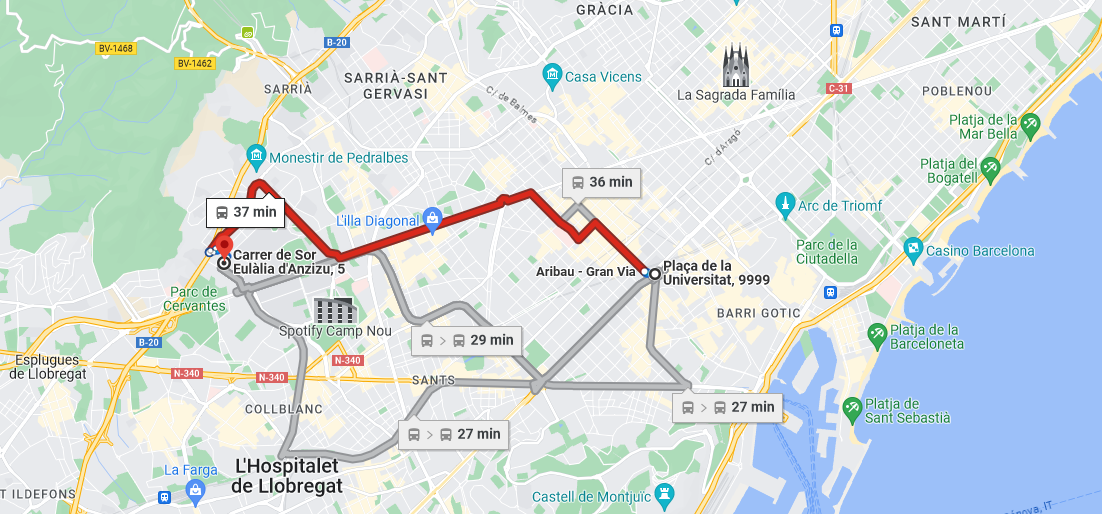 GRÀCIA
SANT MARTÍ
BV-1468
B-20
BV-1462
SARRIÀ-SANT
GERVASI
SARRIÀ
Casa Vicens
C/ de Balmes
La Sagrada Família
C-31
POBLENOU
Platja de la
Mar Bella
C/ d'Aragó
Monestir de Pedralbes
Platja del
Bogatell
36 min
37 min
L'illa Diagonal
Arc de Triomf
Carrer de Sor
Eulàlia d'Anzizu, 5
Aribau - Gran Via
Plaça de la
Universitat, 9999
Parc de la
Ciutadella
Casino Barcelona
Parc de
Cervantes
Spotify Camp Nou
BARRI GOTIC
B-20
29 min
Platja de la
Barceloneta
Esplugues
de Llobregat
N-340
N-340
N-340
SANTS
COLLBLANC
27 min
27 min
Platja de
Sant Sebastià
La Farga
L'Hospitalet
de Llobregat
T ILDEFONS
Castell de Montjuïc